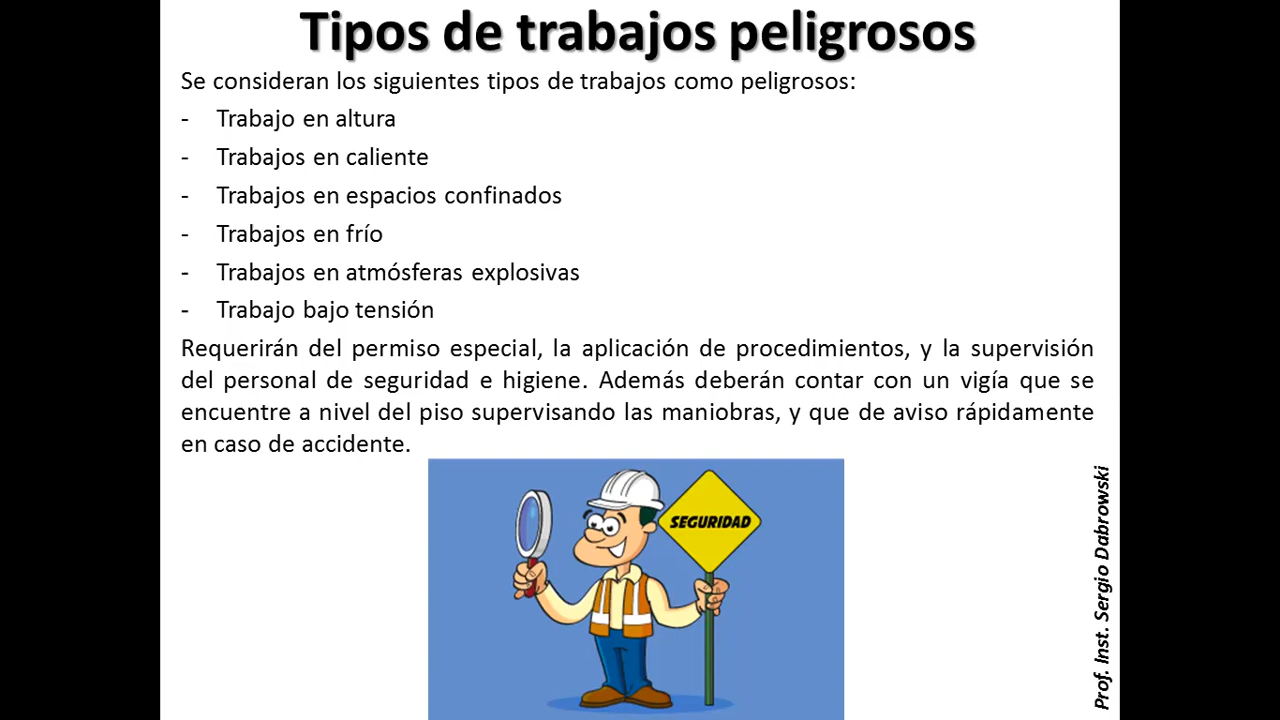 Tipos de trabajos peligrosos
Se consideran los siguientes tipos de trabajos como peligrosos:
- Trabajo en altura
- Trabajos en caliente
- Trabajos en espacios confinados
- Trabajos en frío
- Trabajos en atmósferas explosivas
- Trabajo bajo tensión
Requerirán del permiso especial, la aplicación de procedimientos, y la supervisión
del personal de seguridad e higiene. Además deberán contar con un vigía que se
encuentre a nivel del piso supervisando las maniobras, y que de aviso rápidamente
en caso de accidente.
SEGURIDAD
Prof. Inst. Sergio Dabrowski